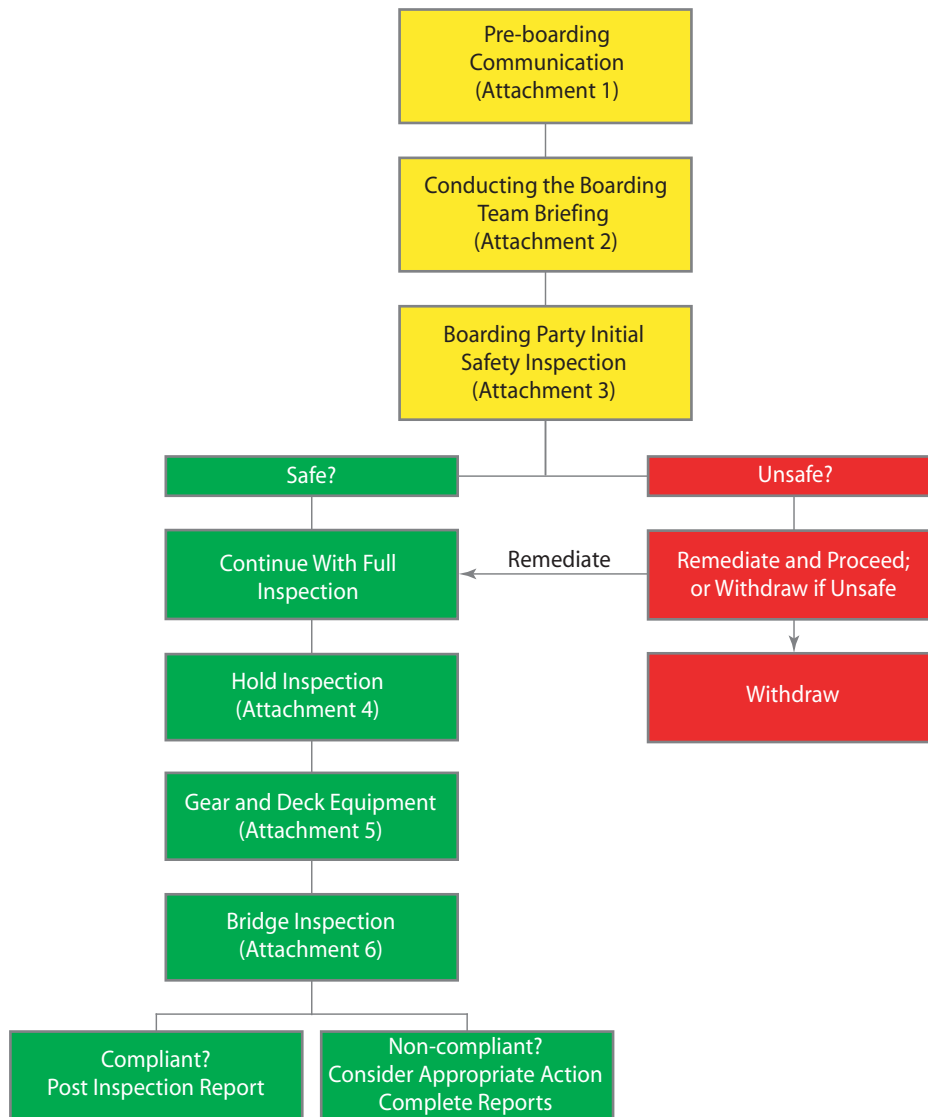 Pre-boarding
Communication
(Attachment 1)
Conducting the Boarding
Team Briefing
(Attachment 2)
Boarding Party Initial
Safety Inspection
(Attachment 3)
Safe?
Unsafe?
Continue With Full
Inspection
Remediate
Remediate and Proceed;
or Withdraw if Unsafe
Hold Inspection
(Attachment 4)
Withdraw
Gear and Deck Equipment
(Attachment 5)
Bridge Inspection
(Attachment 6)
Compliant?
Post Inspection Report
Non-compliant?
Consider Appropriate Action
Complete Reports